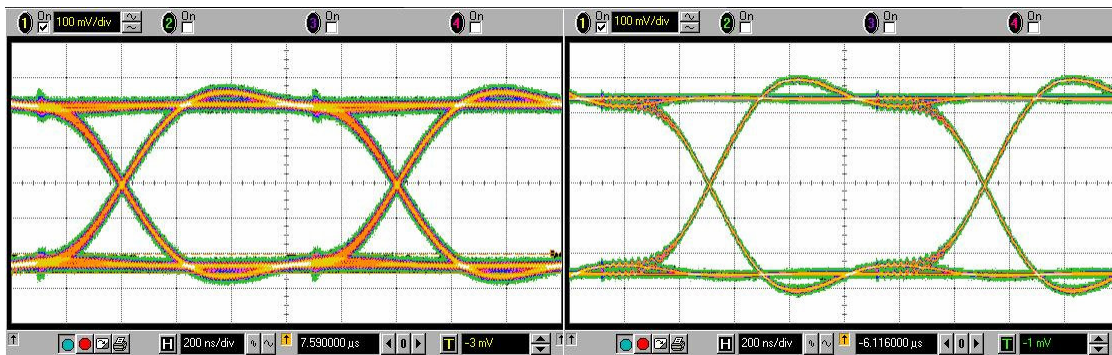 1 On 100 mV/div 2 On 3 On 4 On
1 On 100 mV/div 2 On 3 On 4 On
H 200 ns/div 7.590000 µs 0 T -3 mV
H 200 ns/div -6.116000 µs 0 T -1 mV